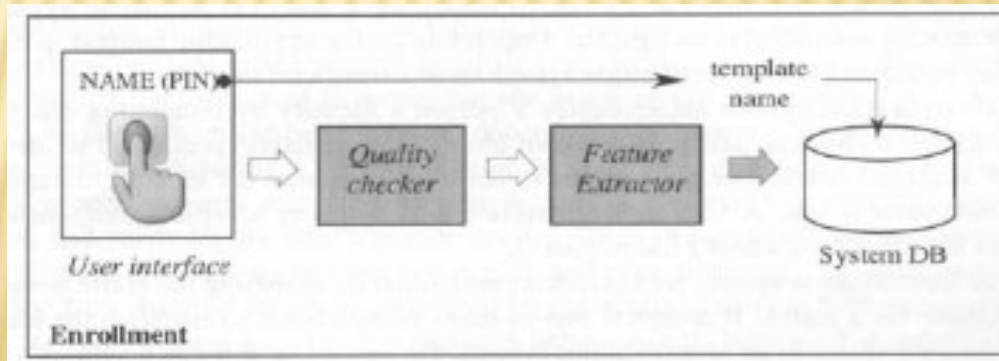 NAME (PIN)
template
name
Quality
checker
Feature
Extractor
User interface
System DB
Enrollment